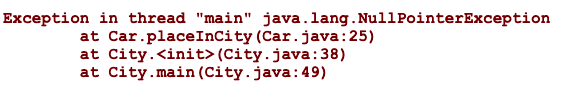 Exception in thread "main" java.lang.NullPointerException
        at Car.placeInCity(Car.java:25)
        at City.<init>(City.java:38)
        at City.main(City.java:49)